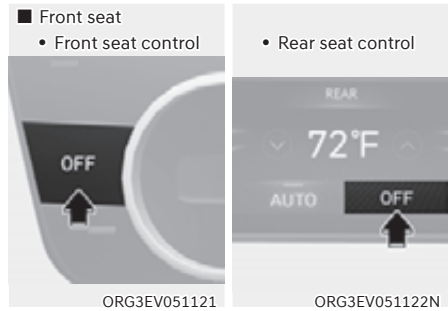 ■ Front seat
• Front seat control
OFF
ORG3EV051121
• Rear seat control
REAR
72°F
AUTO
OFF
ORG3EV051122N